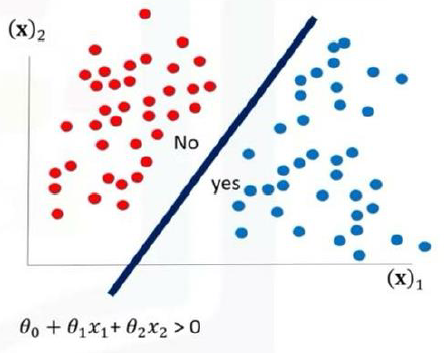 (x)₂
No
yes
(x)₁
θ₀ + θ₁x₁+ θ₂x₂ >0